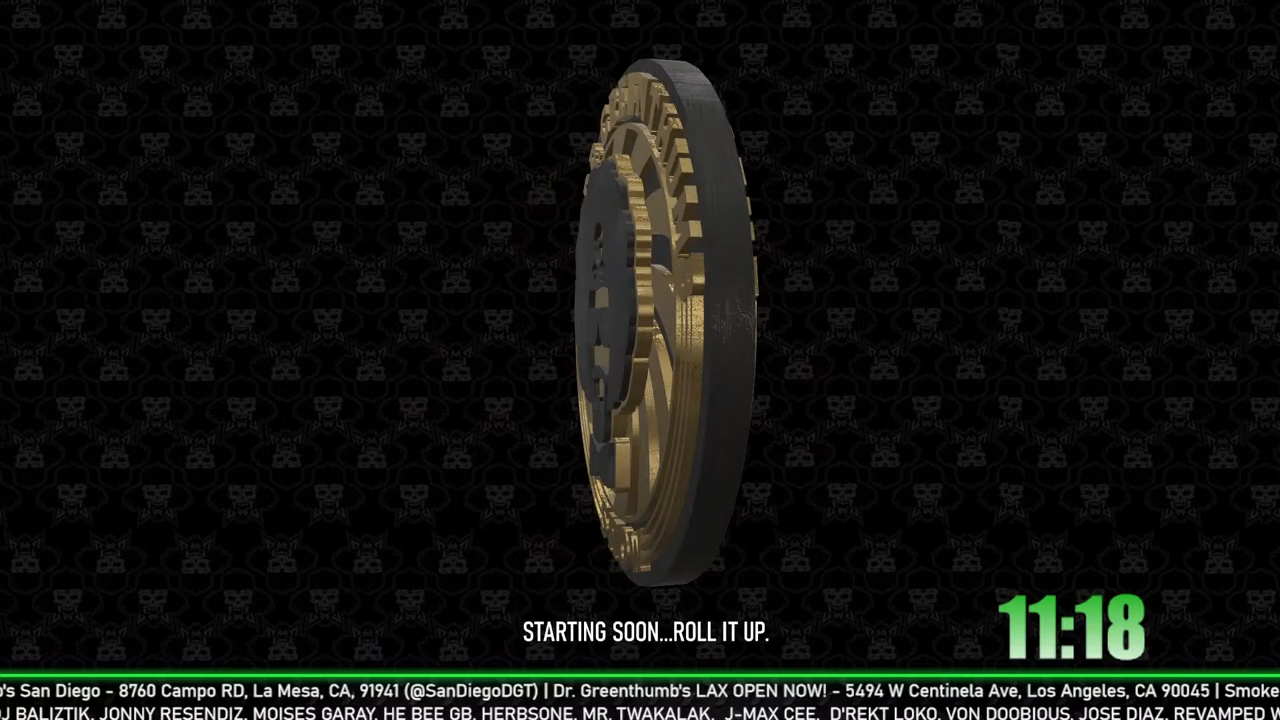 STARTING SOON...ROLL IT UP.
11:18
b's San Diego - 8760 Campo RD, La Mesa, CA, 91941 (@SanDiegoDGT) | Dr. Greenthumb's LAX OPEN NOW! - 5494 W Centinela Ave, Los Angeles, CA 90045 | Smoke
DJ BALIZTIK, JONNY RESENDIZ, MOISES GARAY, HE BEE GB, HERBSONE, MR. TWAKALAK, J-MAX CEE, D'REKT LOKO, VON DOOBIOUS, JOSE DIAZ, REVAMPED W